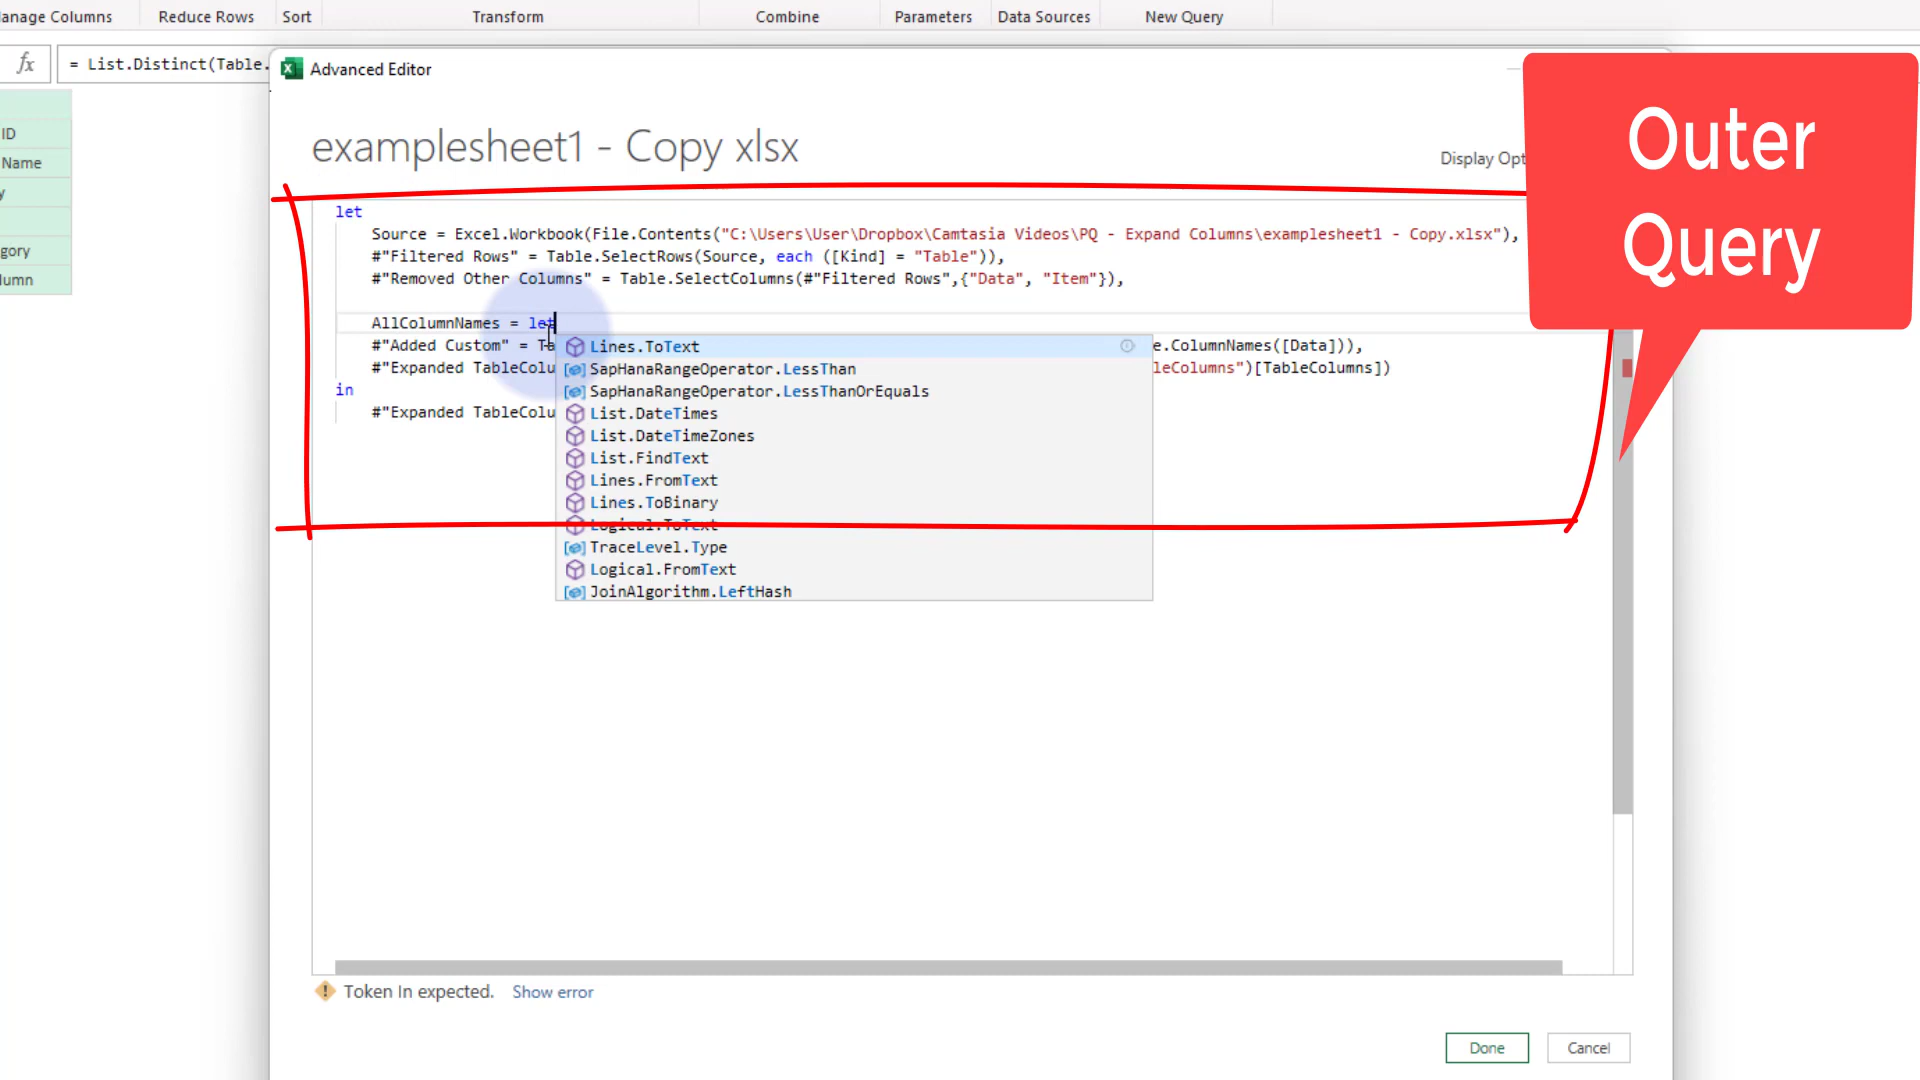 anage Columns
Reduce Rows
Sort
Transform
Combine
Parameters
Data Sources
New Query
fx
= List.Distinct(Table.
Advanced Editor
ID
Name
y
gory
lumn
examplesheet1 - Copy xlsx
Display Opt
Outer
Query
let
Source = Excel.Workbook(File.Contents("C:\Users\User\Dropbox\Camtasia Videos\PQ - Expand Columns\examplesheet1 - Copy.xlsx"),
#"Filtered Rows" = Table.SelectRows(Source, each ([Kind] = "Table")),
#"Removed Other Columns" = Table.SelectColumns(#"Filtered Rows",{"Data", "Item"}),
AllColumnNames = let
#"Added Custom" = Ta
e.ColumnNames([Data])),
#"Expanded TableColu
leColumns")[TableColumns])
in
#"Expanded TableColu
Lines.ToText
SapHanaRangeOperator.LessThan
SapHanaRangeOperator.LessThanOrEquals
List.DateTimes
List.DateTimeZones
List.FindText
Lines.FromText
Lines.ToBinary
Logical.ToText
TraceLevel.Type
Logical.FromText
JoinAlgorithm.LeftHash
Token In expected. Show error
Done
Cancel